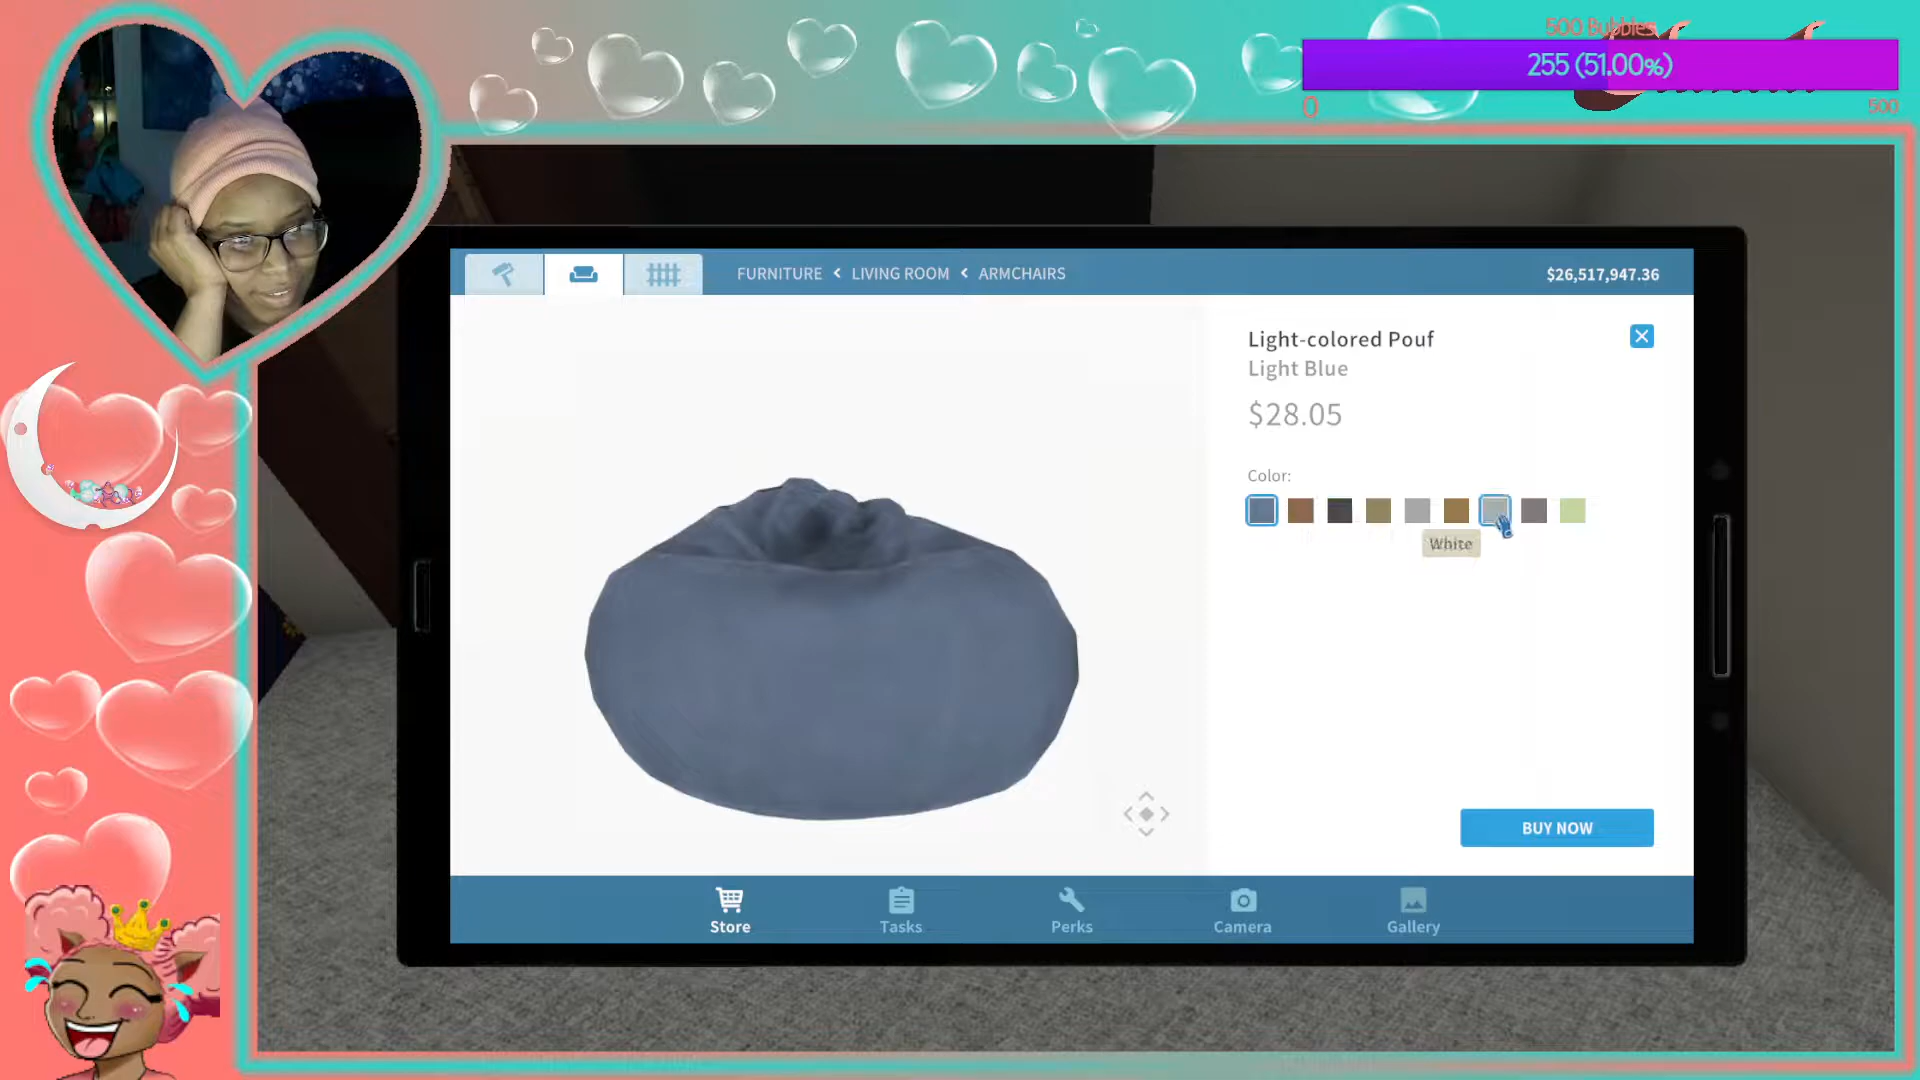 500 Bubbles
255 (51.00%)
0
500
FURNITURE < LIVING ROOM < ARMCHAIRS
$26,517,947.36
Light-colored Pouf
Light Blue
$28.05
Color:
White
BUY NOW
Store
Tasks
Perks
Camera
Gallery